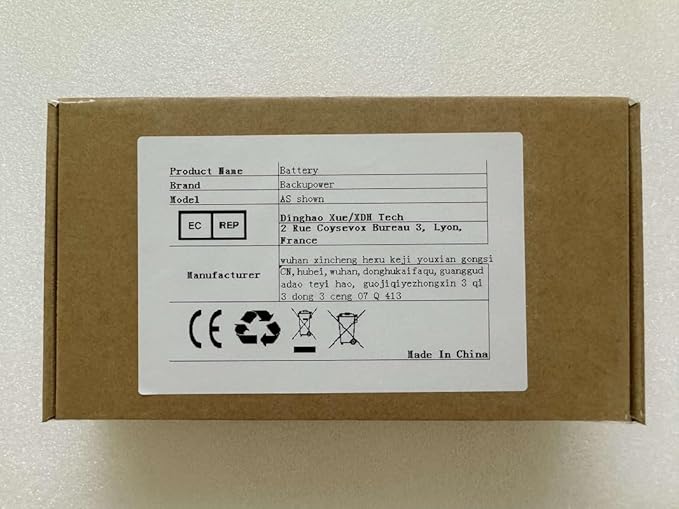 Product Name Battery
Brand Backupower
Model AS shown
EC REP
Dinghao Xue/XDH Tech
2 Rue Coysevox Bureau 3, Lyon,
France
Manufacturer
wuhan xincheng hexu keji youxian gongsi
CN, hubei, wuhan, donghukaifaqu, guanggud
adao teyi hao, guojiqiyezhongxin 3 qi
3 dong 3 ceng 07 Q 413
CE
Made In China